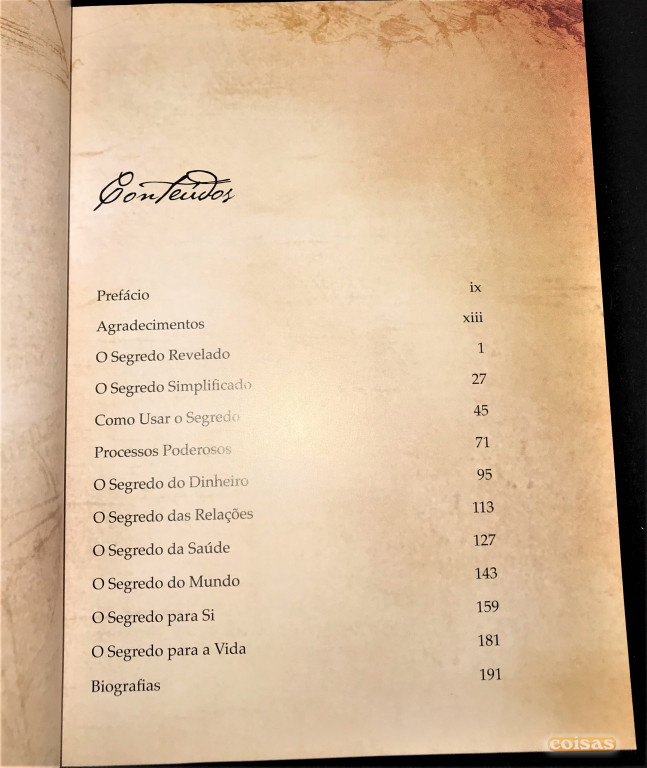 Conteúdos
Prefácio ix
Agradecimentos xiii
O Segredo Revelado 1
O Segredo Simplificado 27
Como Usar o Segredo 45
Processos Poderosos 71
O Segredo do Dinheiro 95
O Segredo das Relações 113
O Segredo da Saúde 127
O Segredo do Mundo 143
O Segredo para Si 159
O Segredo para a Vida 181
Biografias 191
coisas